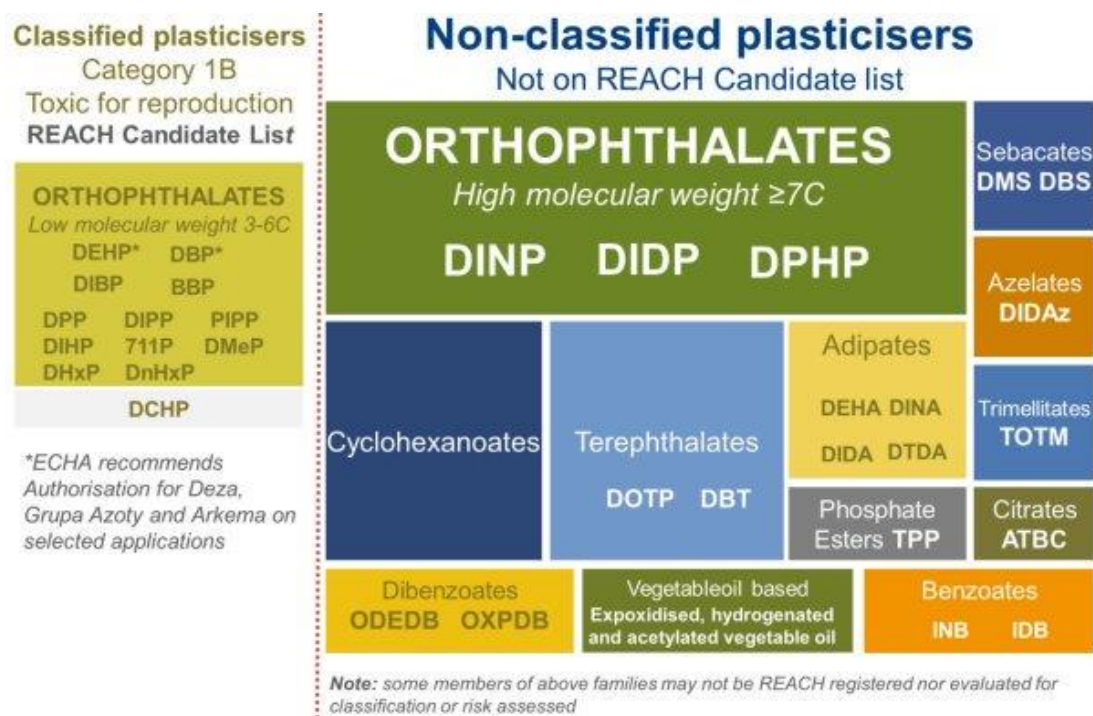 Classified plasticisers
Category 1B
Toxic for reproduction
REACH Candidate List
ORTHOPHTHALATES
Low molecular weight 3-6C
DEHP* DBP*
DIBP BBP
DPP DIPP PIPP
DIHP 711P DMeP
DHxP DnHxP
DCHP
*ECHA recommends
Authorisation for Deza,
Grupa Azoty and Arkema on
selected applications
Non-classified plasticisers
Not on REACH Candidate list
ORTHOPHTHALATES
High molecular weight ≥7C
DINP DIDP DPHP
Sebacates
DMS DBS
Azelates
DIDAz
Cyclohexanoates
Terephthalates
DOTP DBT
Adipates
DEHA DINA
DIDA DTDA
Trimellitates
TOTM
Phosphate
Esters TPP
Citrates
ATBC
Dibenzoates
ODEDB OXPDB
Vegetableoil based
Expoxidised, hydrogenated
and acetylated vegetable oil
Benzoates
INB IDB
Note: some members of above families may not be REACH registered nor evaluated for
classification or risk assessed